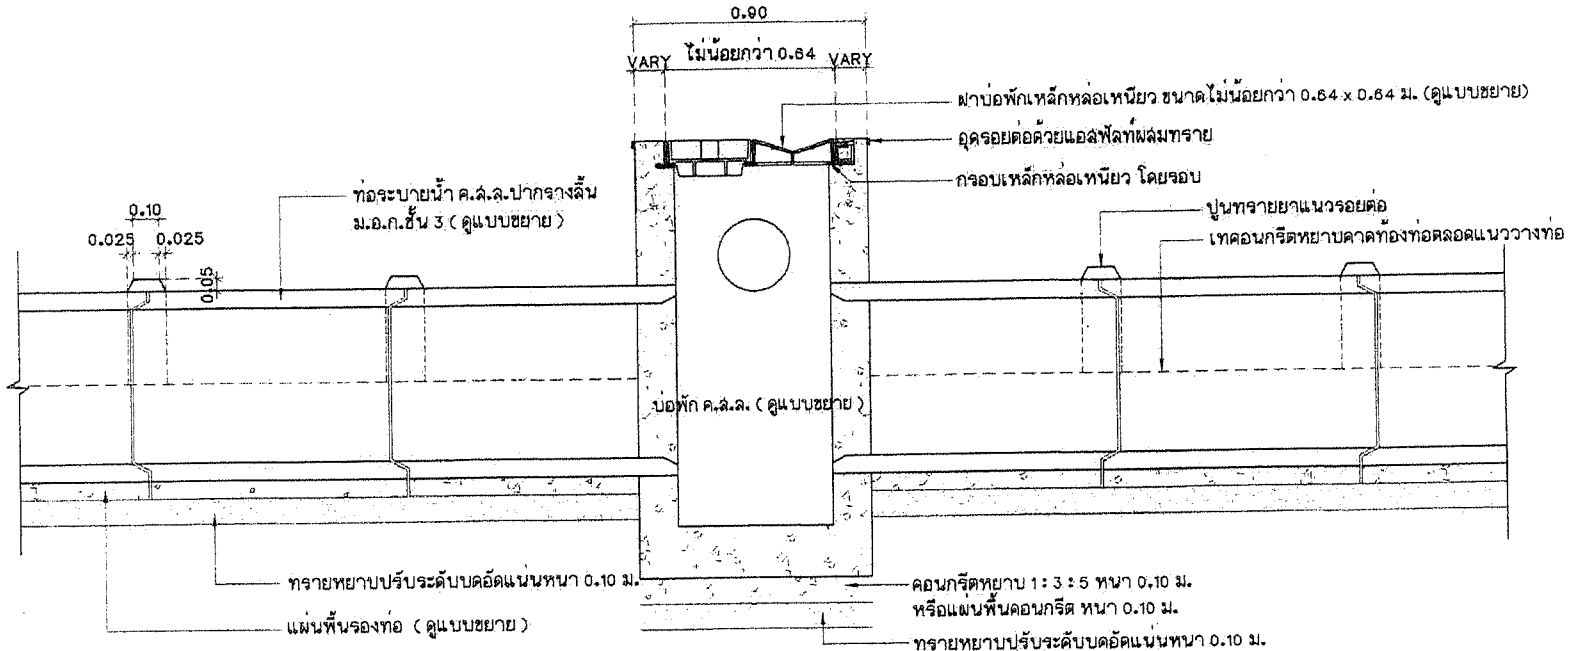 0.90
VARY ไม่น้อยกว่า 0.64 VARY
ฝาบ่อพักเหล็กหล่อเหนียว ขนาดไม่น้อยกว่า 0.64 x 0.64 ม. (ดูแบบขยาย)
อุดรอยต่อด้วยแอสฟัลท์ผสมทราย
กรอบเหล็กหล่อเหนียว โดยรอบ
ท่อระบายน้ำ ค.ส.ล.ปากรางลิ้น
ม.อ.ก.ชั้น 3 (ดูแบบขยาย)
0.10
0.025 0.025
0.05
ปูนทรายยาแนวรอยต่อ
เทคอนกรีตหยาบคาดท้องท่อตลอดแนววางท่อ
บ่อพัก ค.ส.ล. (ดูแบบขยาย)
ทรายหยาบปรับระดับบดอัดแน่นหนา 0.10 ม.
แผ่นพื้นรองท่อ (ดูแบบขยาย)
คอนกรีตหยาบ 1:3:5 หนา 0.10 ม.
หรือแผ่นพื้นคอนกรีต หนา 0.10 ม.
ทรายหยาบปรับระดับบดอัดแน่นหนา 0.10 ม.